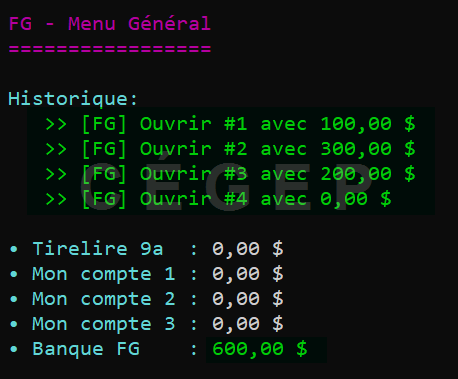 FG - Menu Général
=================
Historique:
>> [FG] Ouvrir #1 avec 100,00 $
>> [FG] Ouvrir #2 avec 300,00 $
>> [FG] Ouvrir #3 avec 200,00 $
>> [FG] Ouvrir #4 avec 0,00 $
CÉGEP
• Tirelire 9a : 0,00 $
• Mon compte 1 : 0,00 $
• Mon compte 2 : 0,00 $
• Mon compte 3 : 0,00 $
• Banque FG : 600,00 $